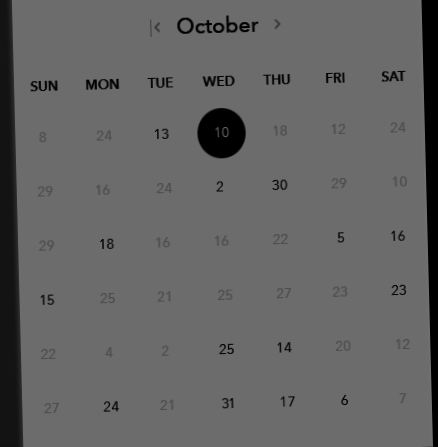 |‹ October ›
SUN MON TUE WED THU FRI SAT
8 24 13 10 18 12 24
29 16 24 2 30 29 10
29 18 16 16 22 5 16
15 25 21 25 27 23 23
22 4 2 25 14 20 12
27 24 21 31 17 6 7